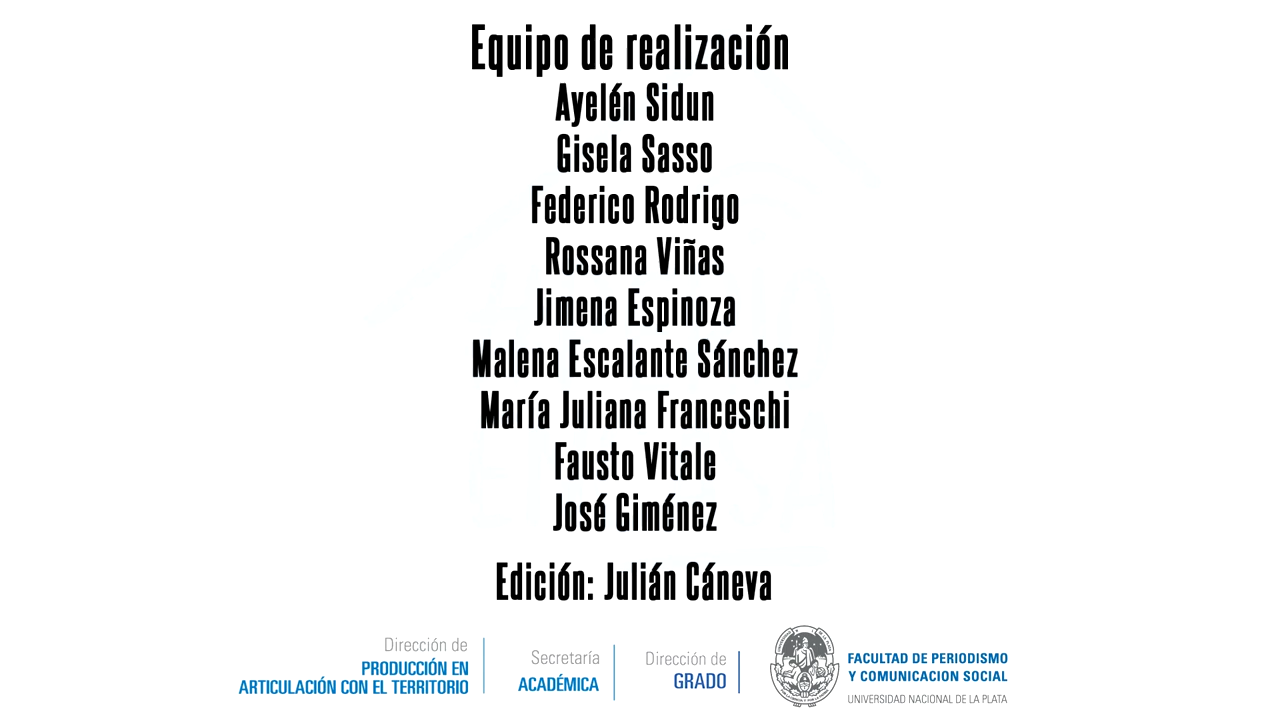 Equipo de realización
Ayelén Sidun
Gisela Sasso
Federico Rodrigo
Rossana Viñas
Jimena Espinoza
Malena Escalante Sánchez
María Juliana Franceschi
Fausto Vitale
José Giménez
Edición: Julián Cáneva
Dirección de
PRODUCCIÓN EN
ARTICULACIÓN CON EL TERRITORIO
Secretaría
ACADÉMICA
Dirección de
GRADO
FACULTAD DE PERIODISMO
Y COMUNICACION SOCIAL
UNIVERSIDAD NACIONAL DE LA PLATA